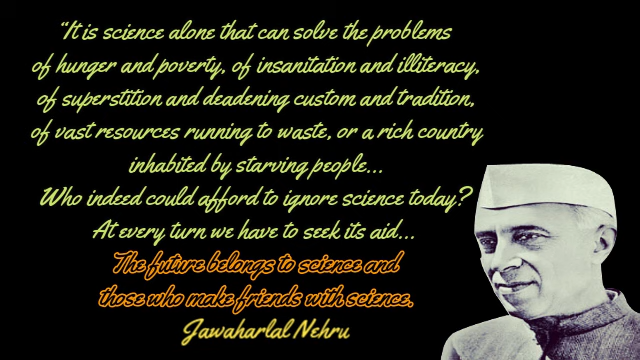 “It is science alone that can solve the problems
of hunger and poverty, of insanitation and illiteracy,
of superstition and deadening custom and tradition,
of vast resources running to waste, or a rich country
inhabited by starving people...
Who indeed could afford to ignore science today?
At every turn we have to seek its aid...
The future belongs to science and
those who make friends with science.
Jawaharlal Nehru